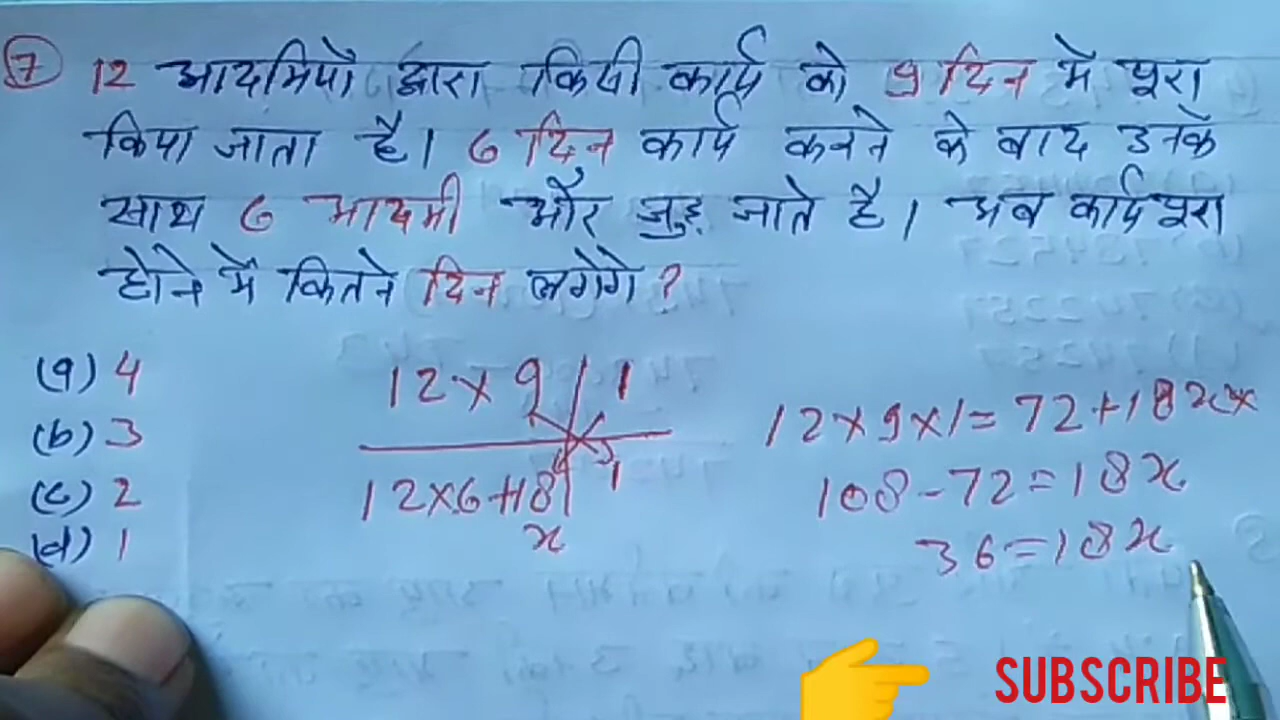 7 12 आदमियों द्वारा किसी कार्य को 9 दिन में पूरा
किया जाता है। 6 दिन कार्य करने के बाद उनके
साथ 6 आदमी और जुड़ जाते है। अब कार्य पूरा
होने में कितने दिन लगेगे?
(a) 4
(b) 3
(c) 2
(d) 1
12 × 9 | 1
12×6+18 | 1
x
12×9×1 = 72+18x
108-72 = 18x
36 = 18x
SUBSCRIBE